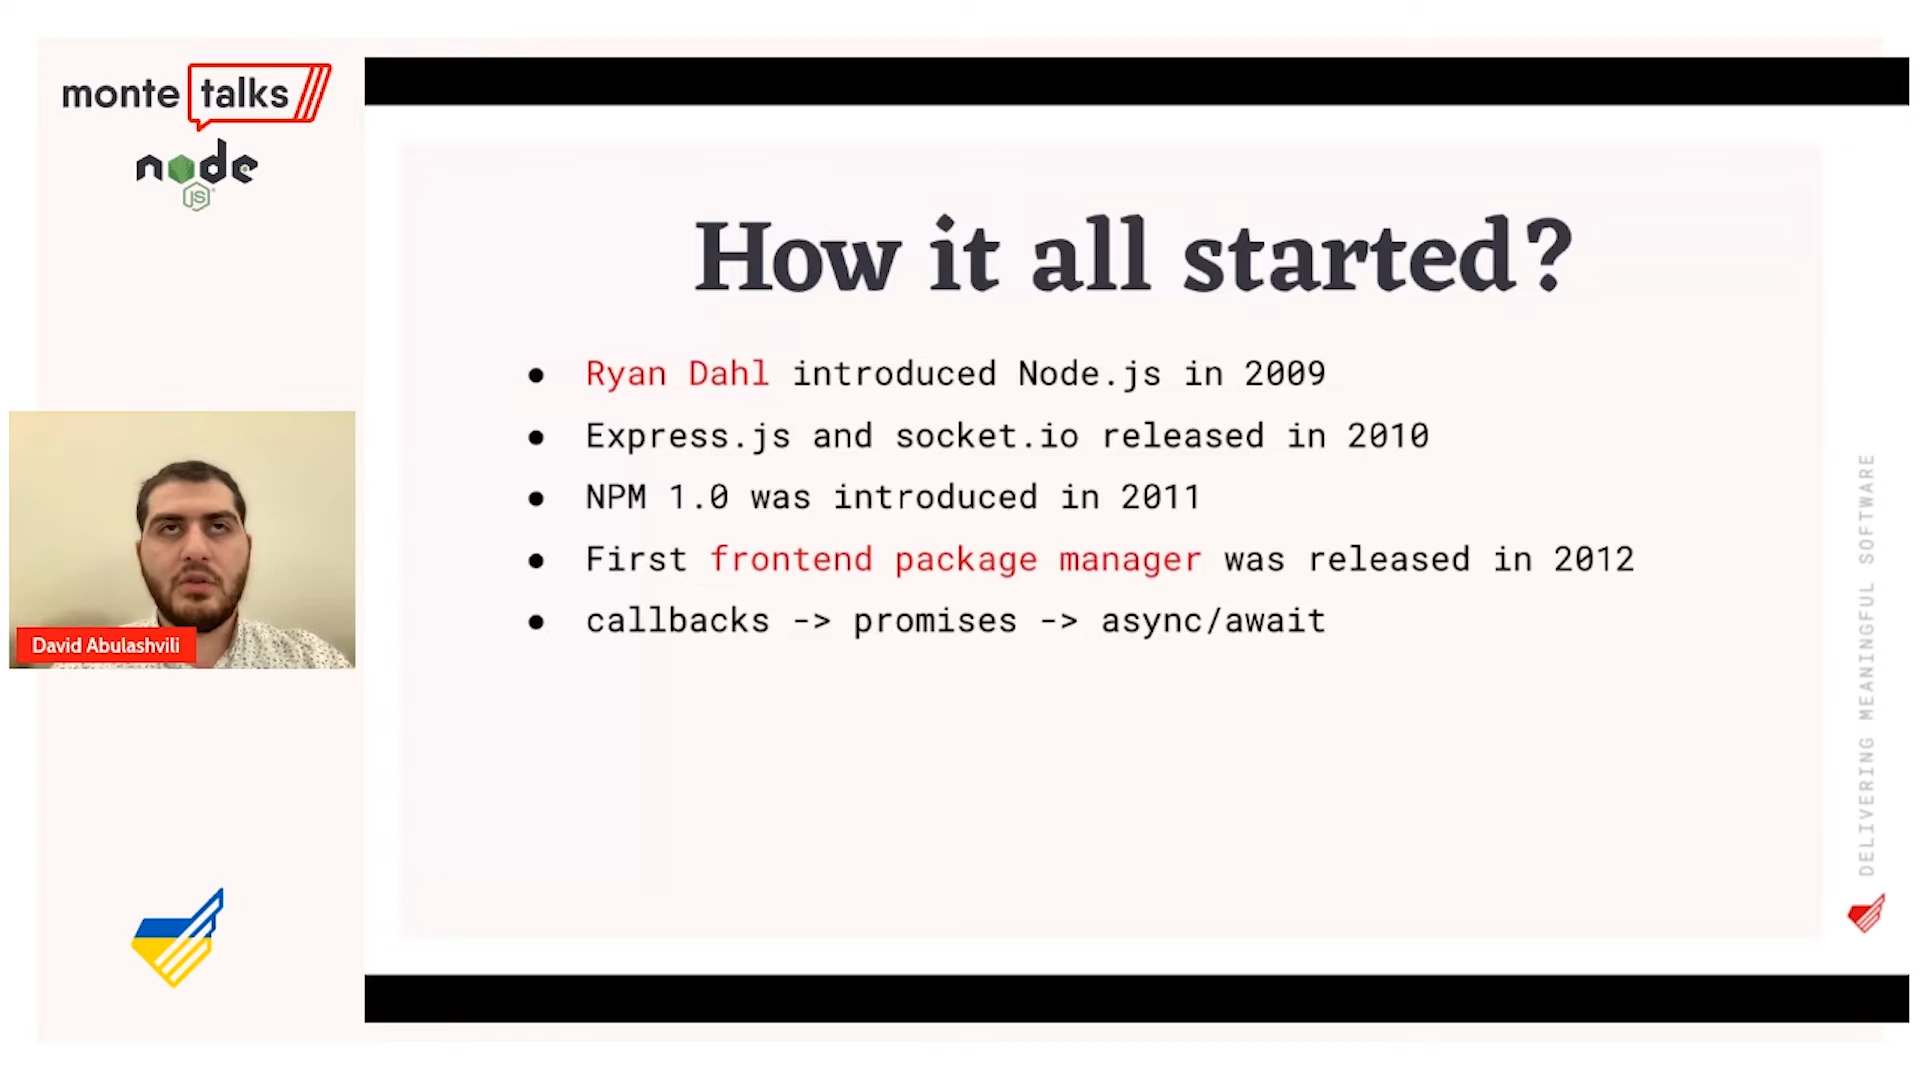 monte talks
node
JS
How it all started?
● Ryan Dahl introduced Node.js in 2009
● Express.js and socket.io released in 2010
● NPM 1.0 was introduced in 2011
● First frontend package manager was released in 2012
● callbacks -> promises -> async/await
David Abulashvili
DELIVERING MEANINGFUL SOFTWARE